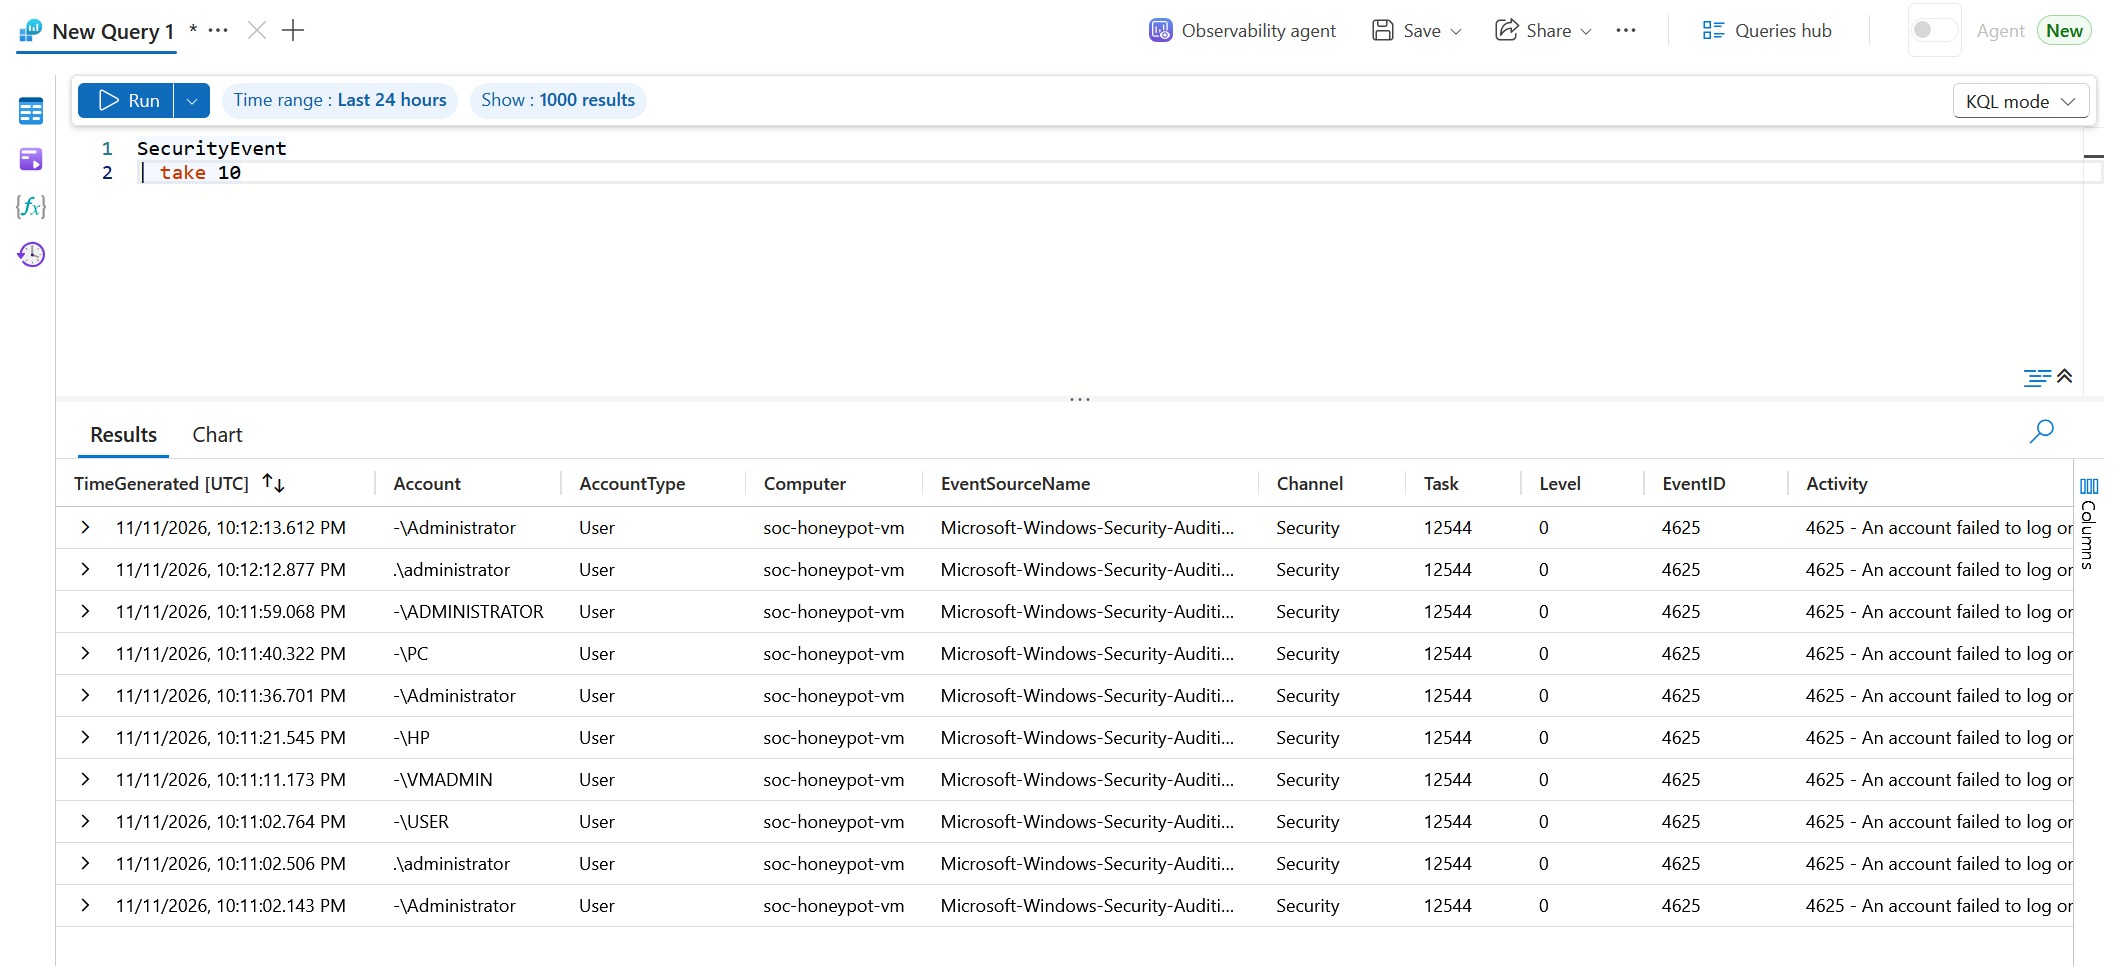 New Query 1 * ···
Observability agent
Save
Share
···
Queries hub
Agent
New
Run
Time range : Last 24 hours
Show : 1000 results
KQL mode
1 SecurityEvent
2 | take 10
{fx}
Results
Chart
TimeGenerated [UTC] Account AccountType Computer EventSourceName Channel Task Level EventID Activity
11/11/2026, 10:12:13.612 PM -\Administrator User soc-honeypot-vm Microsoft-Windows-Security-Auditi... Security 12544 0 4625 4625 - An account failed to log or
11/11/2026, 10:12:12.877 PM .\administrator User soc-honeypot-vm Microsoft-Windows-Security-Auditi... Security 12544 0 4625 4625 - An account failed to log or
11/11/2026, 10:11:59.068 PM -\ADMINISTRATOR User soc-honeypot-vm Microsoft-Windows-Security-Auditi... Security 12544 0 4625 4625 - An account failed to log or
11/11/2026, 10:11:40.322 PM -\PC User soc-honeypot-vm Microsoft-Windows-Security-Auditi... Security 12544 0 4625 4625 - An account failed to log or
11/11/2026, 10:11:36.701 PM -\Administrator User soc-honeypot-vm Microsoft-Windows-Security-Auditi... Security 12544 0 4625 4625 - An account failed to log or
11/11/2026, 10:11:21.545 PM -\HP User soc-honeypot-vm Microsoft-Windows-Security-Auditi... Security 12544 0 4625 4625 - An account failed to log or
11/11/2026, 10:11:11.173 PM -\VMADMIN User soc-honeypot-vm Microsoft-Windows-Security-Auditi... Security 12544 0 4625 4625 - An account failed to log or
11/11/2026, 10:11:02.764 PM -\USER User soc-honeypot-vm Microsoft-Windows-Security-Auditi... Security 12544 0 4625 4625 - An account failed to log or
11/11/2026, 10:11:02.506 PM .\administrator User soc-honeypot-vm Microsoft-Windows-Security-Auditi... Security 12544 0 4625 4625 - An account failed to log or
11/11/2026, 10:11:02.143 PM -\Administrator User soc-honeypot-vm Microsoft-Windows-Security-Auditi... Security 12544 0 4625 4625 - An account failed to log or
Columns